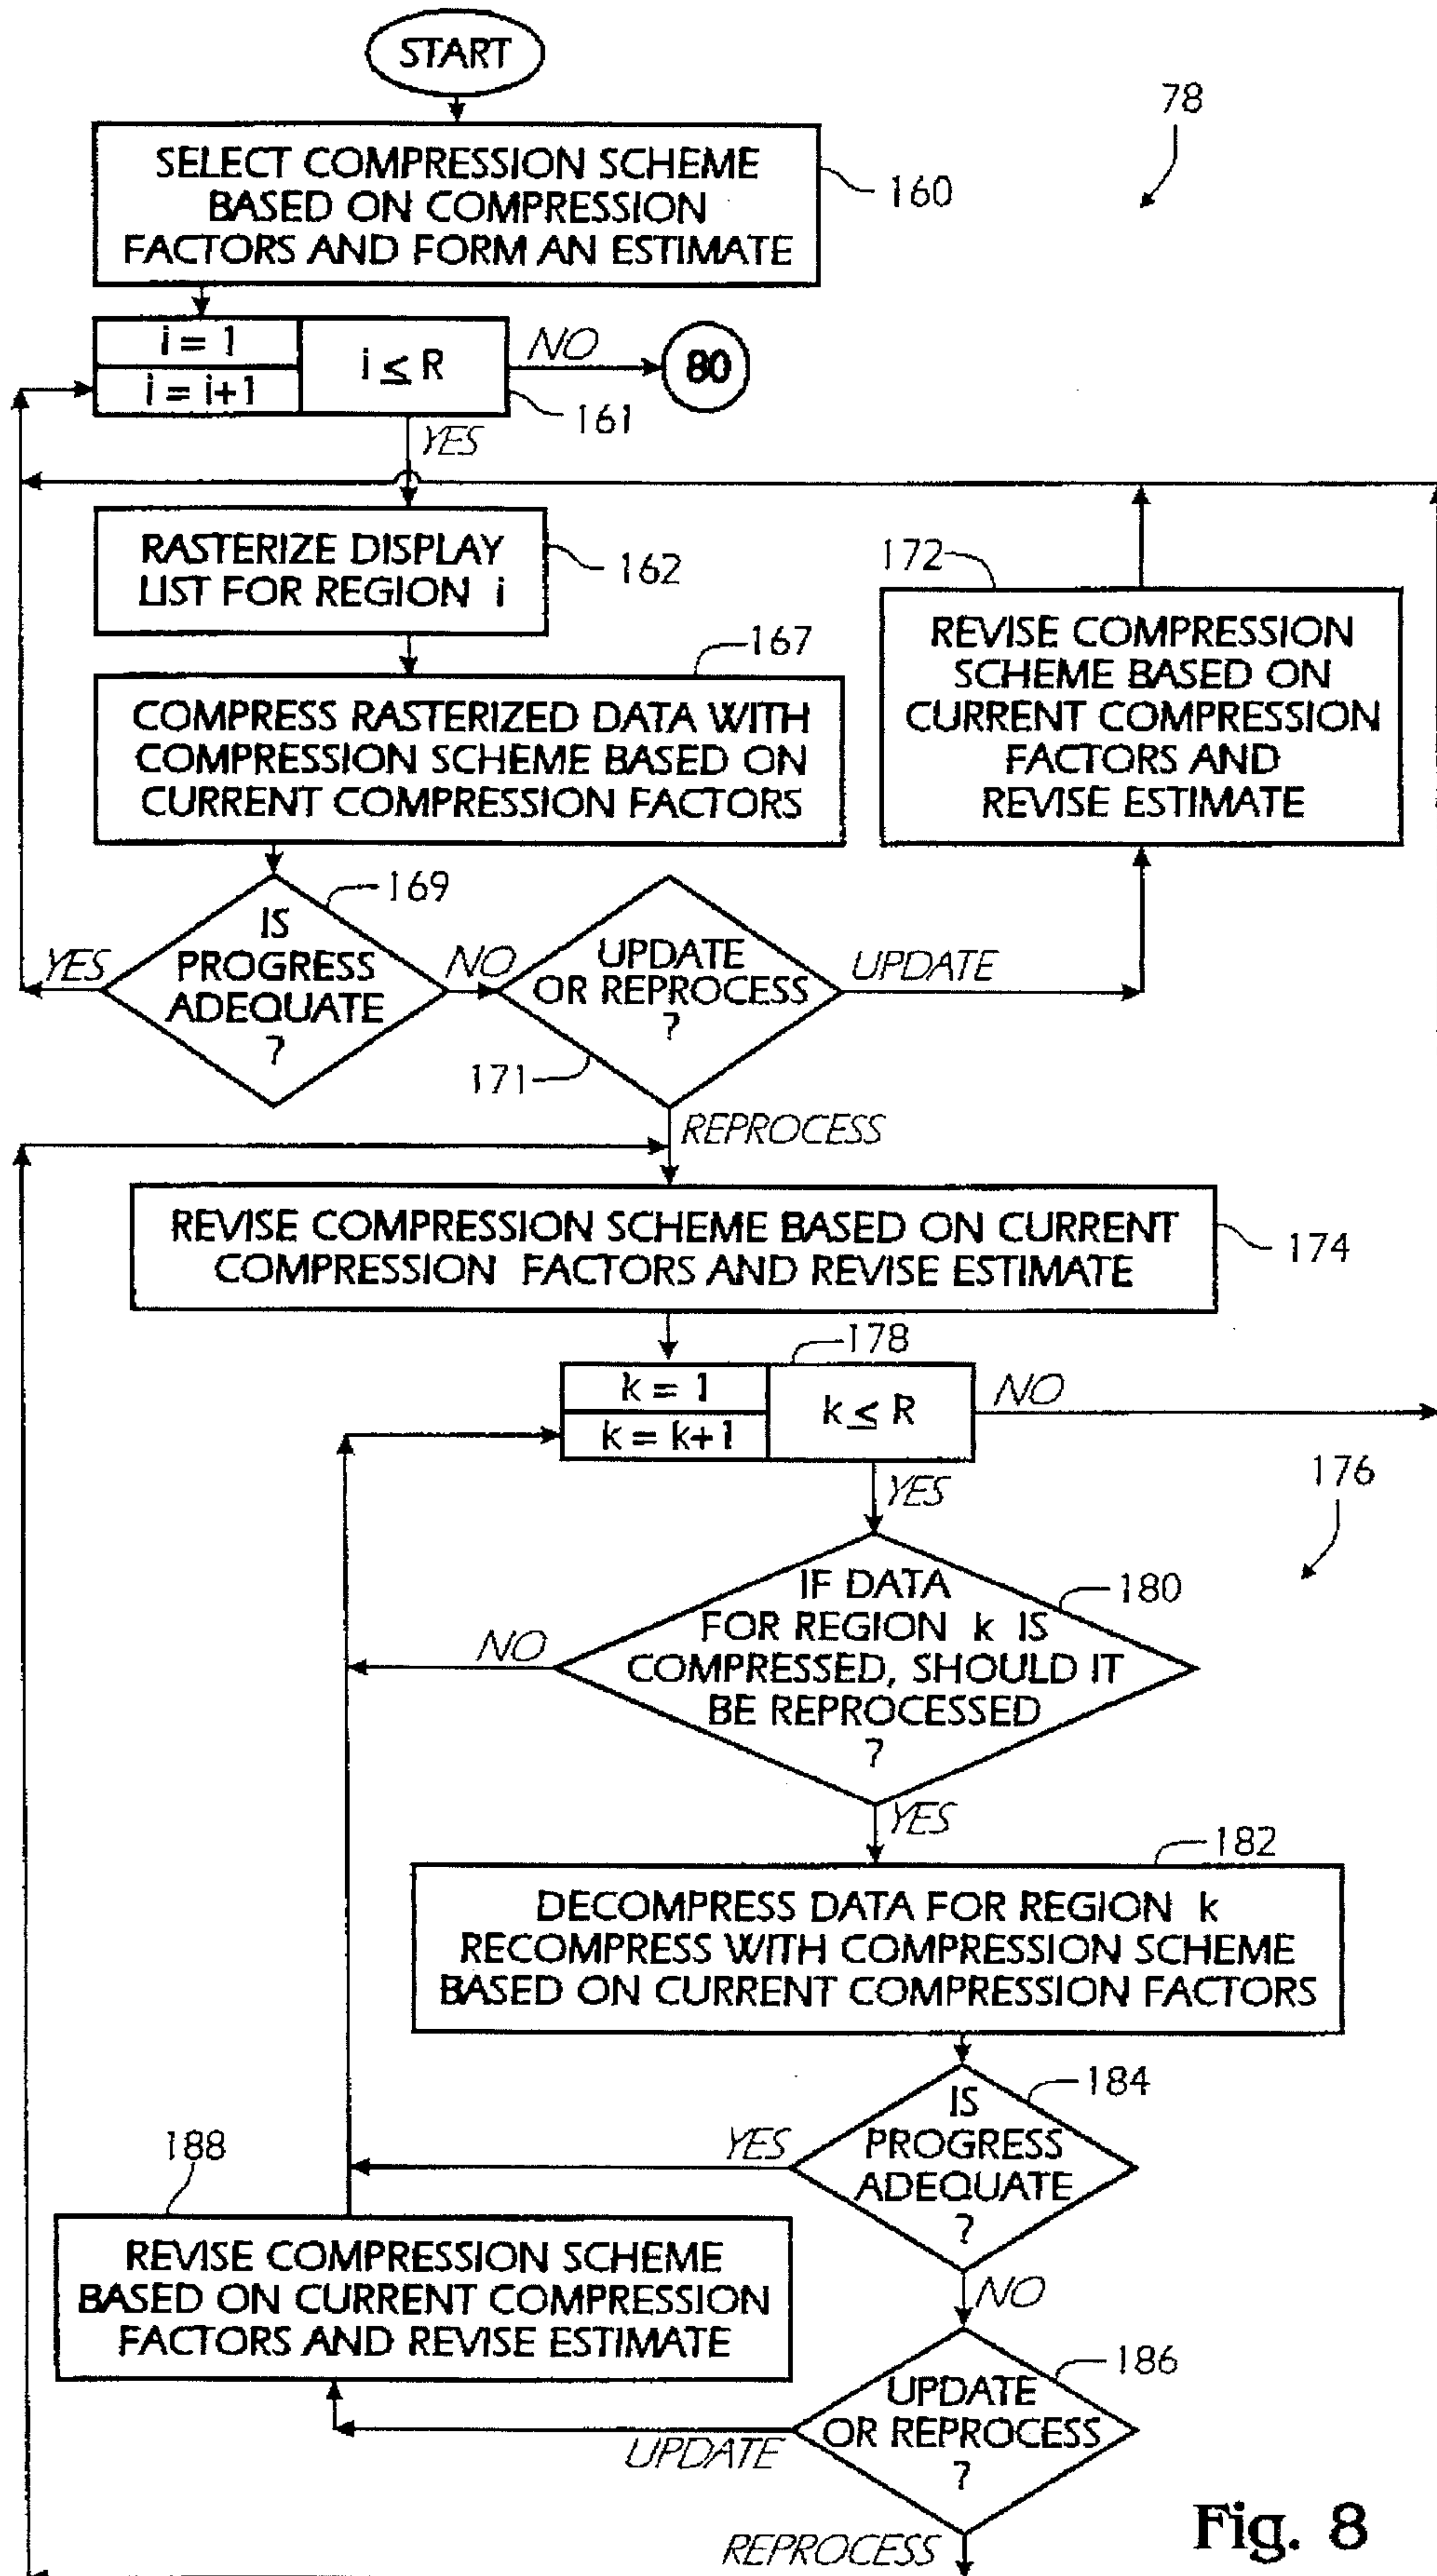 START
78
SELECT COMPRESSION SCHEME
BASED ON COMPRESSION
FACTORS AND FORM AN ESTIMATE
160
i = 1
i = i+1
i ≤ R
NO
80
161
YES
RASTERIZE DISPLAY
LIST FOR REGION i
162
172
REVISE COMPRESSION
SCHEME BASED ON
CURRENT COMPRESSION
FACTORS AND
REVISE ESTIMATE
167
COMPRESS RASTERIZED DATA WITH
COMPRESSION SCHEME BASED ON
CURRENT COMPRESSION FACTORS
169
IS
PROGRESS
ADEQUATE
?
YES
NO
UPDATE
OR REPROCESS
?
UPDATE
171
REPROCESS
REVISE COMPRESSION SCHEME BASED ON CURRENT
COMPRESSION FACTORS AND REVISE ESTIMATE
174
178
k = 1
k = k+1
k ≤ R
NO
YES
176
IF DATA
FOR REGION k IS
COMPRESSED, SHOULD IT
BE REPROCESSED
?
180
NO
YES
182
DECOMPRESS DATA FOR REGION k
RECOMPRESS WITH COMPRESSION SCHEME
BASED ON CURRENT COMPRESSION FACTORS
IS
PROGRESS
ADEQUATE
?
184
YES
NO
188
REVISE COMPRESSION SCHEME
BASED ON CURRENT COMPRESSION
FACTORS AND REVISE ESTIMATE
UPDATE
OR REPROCESS
?
186
UPDATE
REPROCESS
Fig. 8